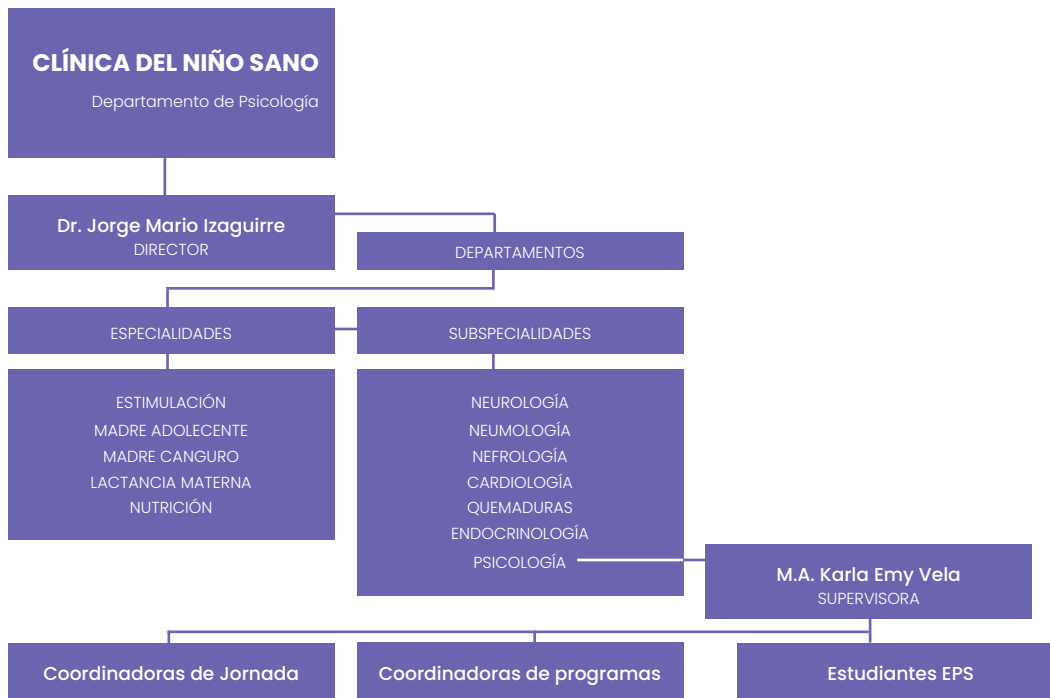 CLÍNICA DEL NIÑO SANO
Departamento de Psicología
Dr. Jorge Mario Izaguirre
DIRECTOR
DEPARTAMENTOS
ESPECIALIDADES
SUBSPECIALIDADES
ESTIMULACIÓN
MADRE ADOLECENTE
MADRE CANGURO
LACTANCIA MATERNA
NUTRICIÓN
NEUROLOGÍA
NEUMOLOGÍA
NEFROLOGÍA
CARDIOLOGÍA
QUEMADURAS
ENDOCRINOLOGÍA
PSICOLOGÍA
M.A. Karla Emy Vela
SUPERVISORA
Coordinadoras de Jornada
Coordinadoras de programas
Estudiantes EPS